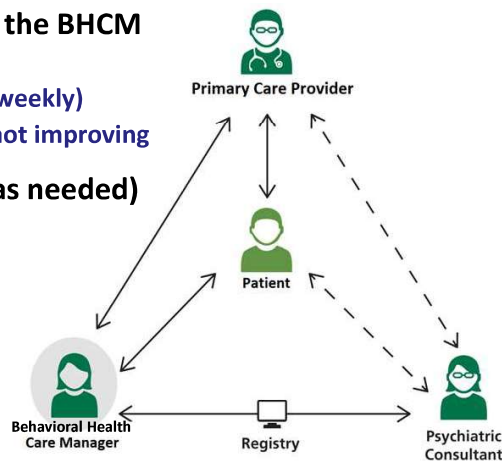 the BHCM
weekly)
not improving
as needed)
Primary Care Provider
Patient
Behavioral Health
Care Manager
Registry
Psychiatric
Consultant